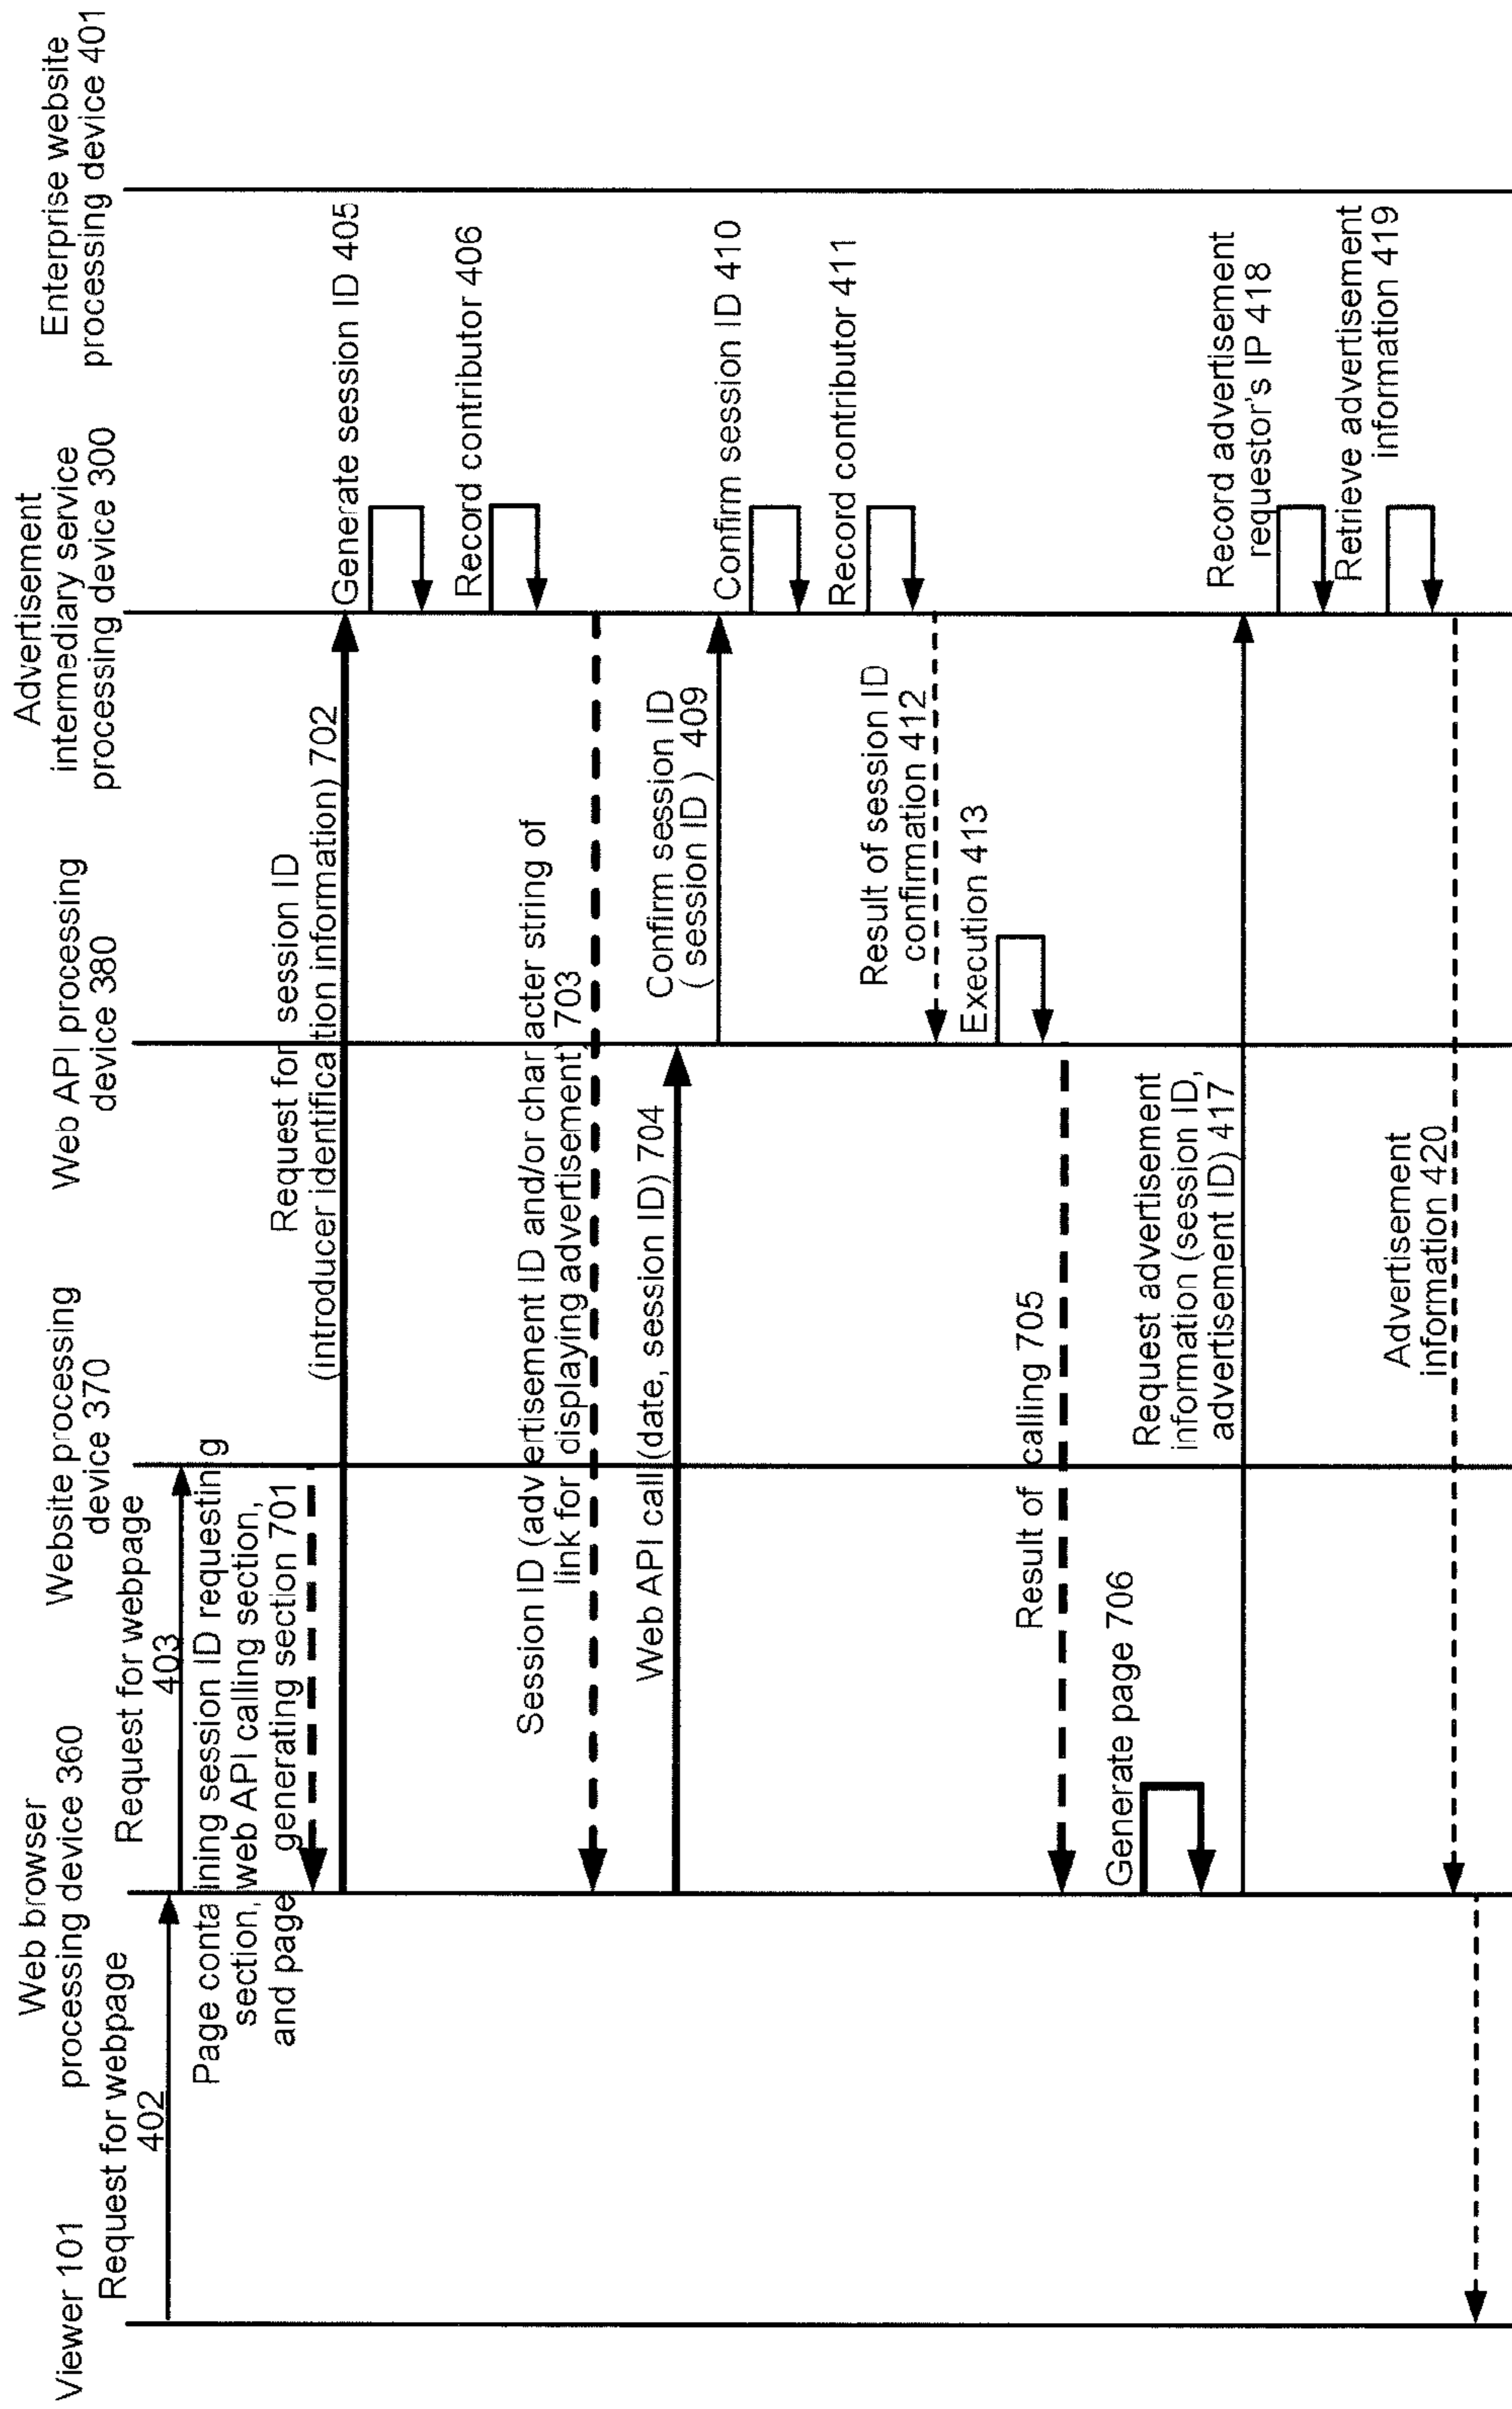 Viewer 101
Web browser
processing device 360
Website processing
device 370
Web API processing
device 380
Advertisement
intermediary service
processing device 300
Enterprise website
processing device 401
Request for webpage
402
Request for webpage
403
Page containing session ID requesting
section, web API calling section,
and page generating section 701
Request for session ID
(introducer identification information) 702
Generate session ID 405
Record contributor 406
Session ID (advertisement ID and/or character string of
link for displaying advertisement) 703
Web API call (date, session ID) 704
Confirm session ID
( session ID ) 409
Confirm session ID 410
Record contributor 411
Result of session ID
confirmation 412
Execution 413
Result of calling 705
Generate page 706
Request advertisement
information (session ID,
advertisement ID) 417
Record advertisement
requestor's IP 418
Retrieve advertisement
information 419
Advertisement
information 420